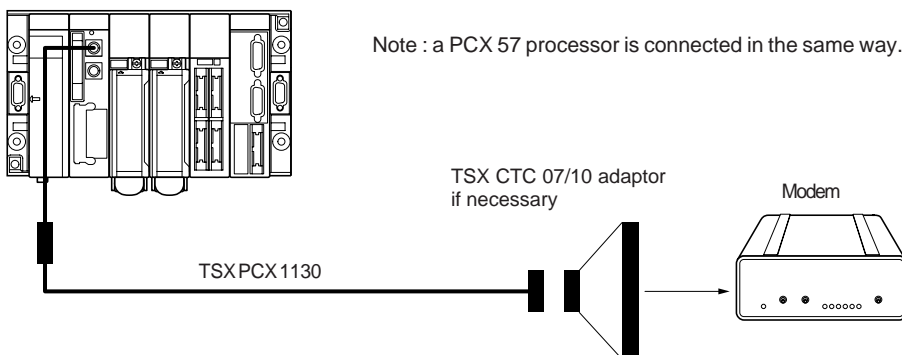 Note : a PCX 57 processor is connected in the same way.
TSX CTC 07/10 adaptor
if necessary
Modem
TSX PCX 1130